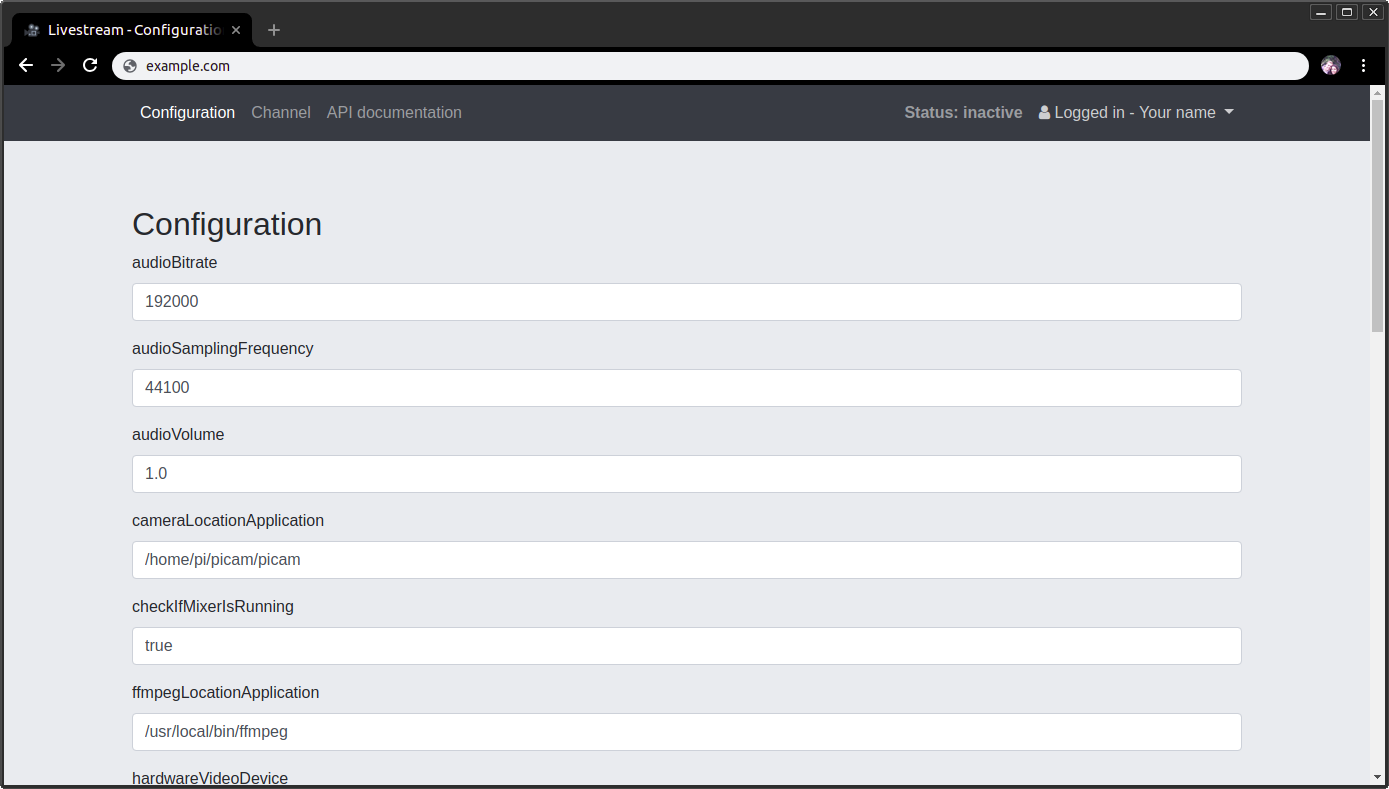 Livestream - Configuratio
example.com
Configuration Channel API documentation Status: inactive Logged in - Your name
Configuration
audioBitrate
192000
audioSamplingFrequency
44100
audioVolume
1.0
cameraLocationApplication
/home/pi/picam/picam
checkIfMixerIsRunning
true
ffmpegLocationApplication
/usr/local/bin/ffmpeg
hardwareVideoDevice